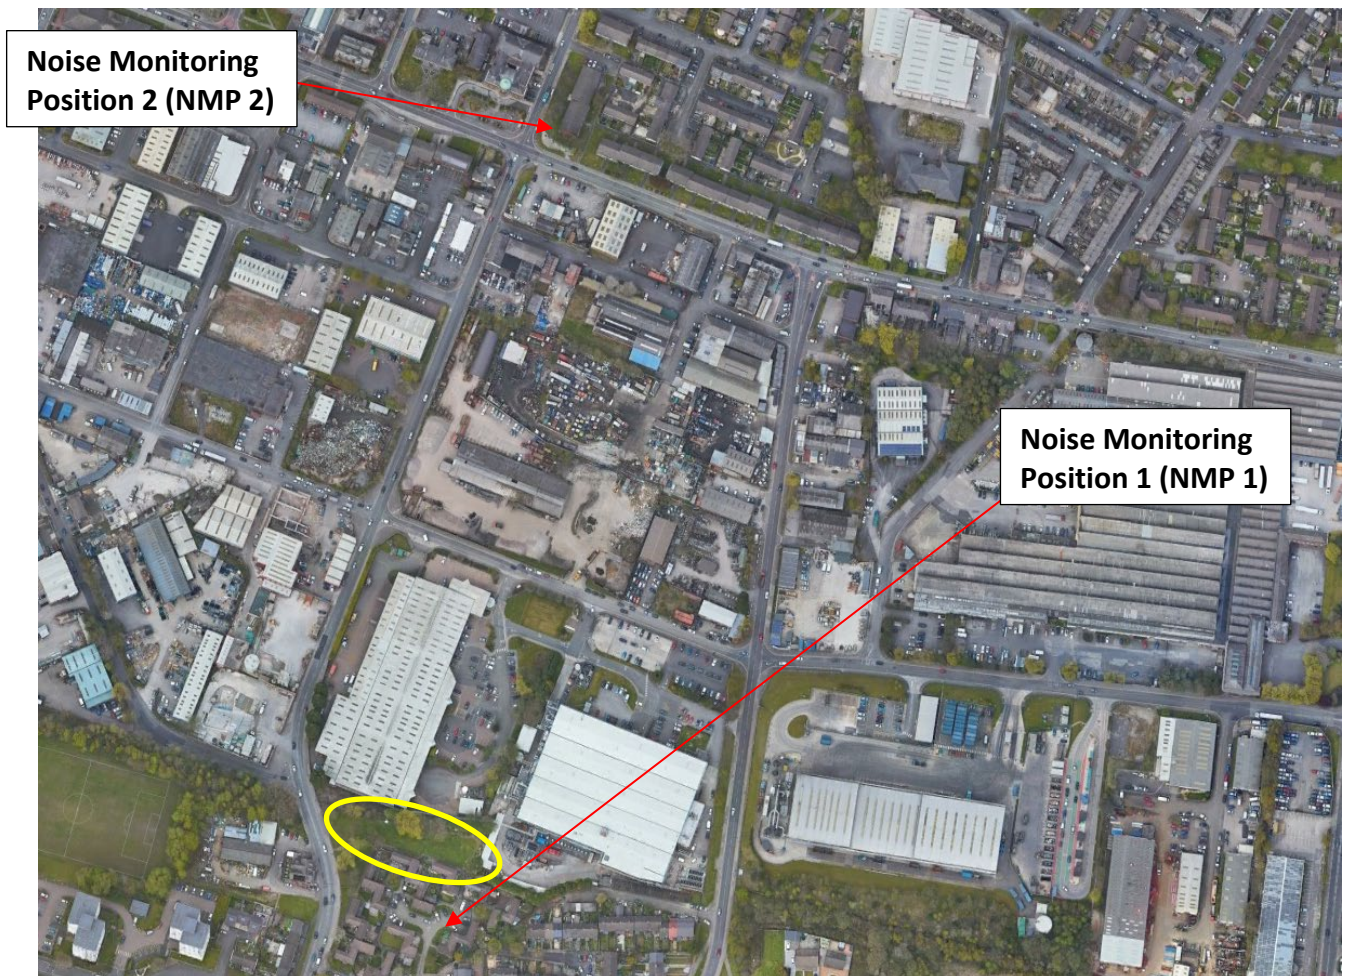 Noise Monitoring
Position 2 (NMP 2)
Noise Monitoring
Position 1 (NMP 1)